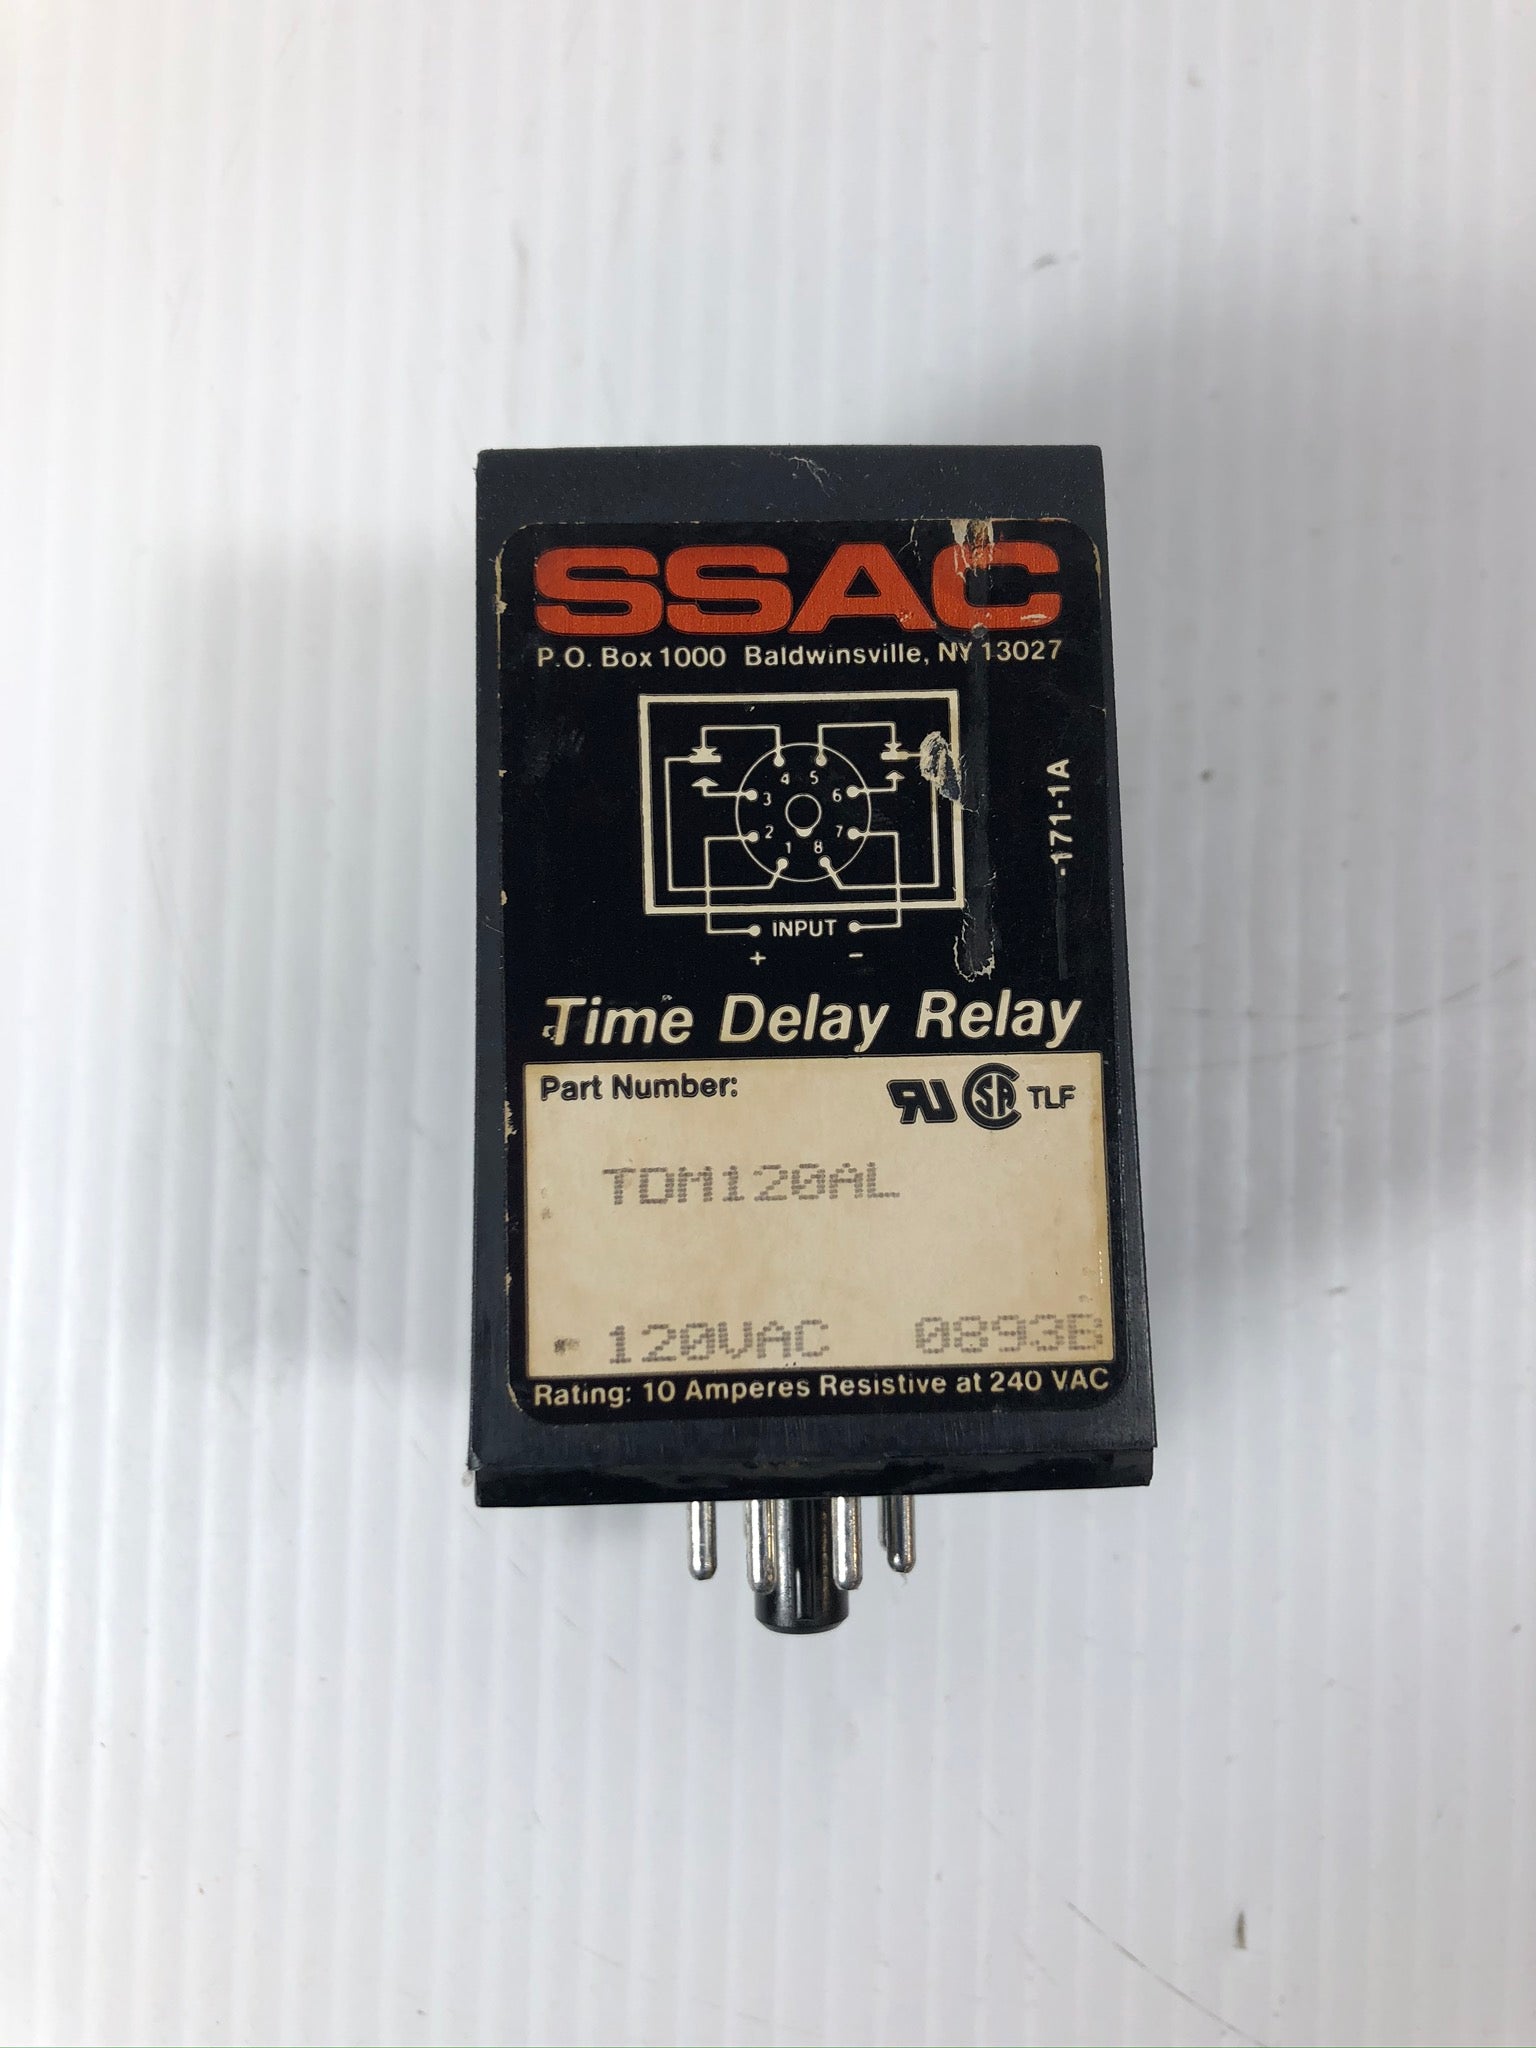 SSAC
P.O. Box 1000 Baldwinsville, NY 13027
4 5
3 6
2 7
1 8
-171-1A
INPUT
+ −
Time Delay Relay
Part Number:
TLF
TDM120AL
120VAC
Rating: 10 Amperes Resistive at 240 VAC